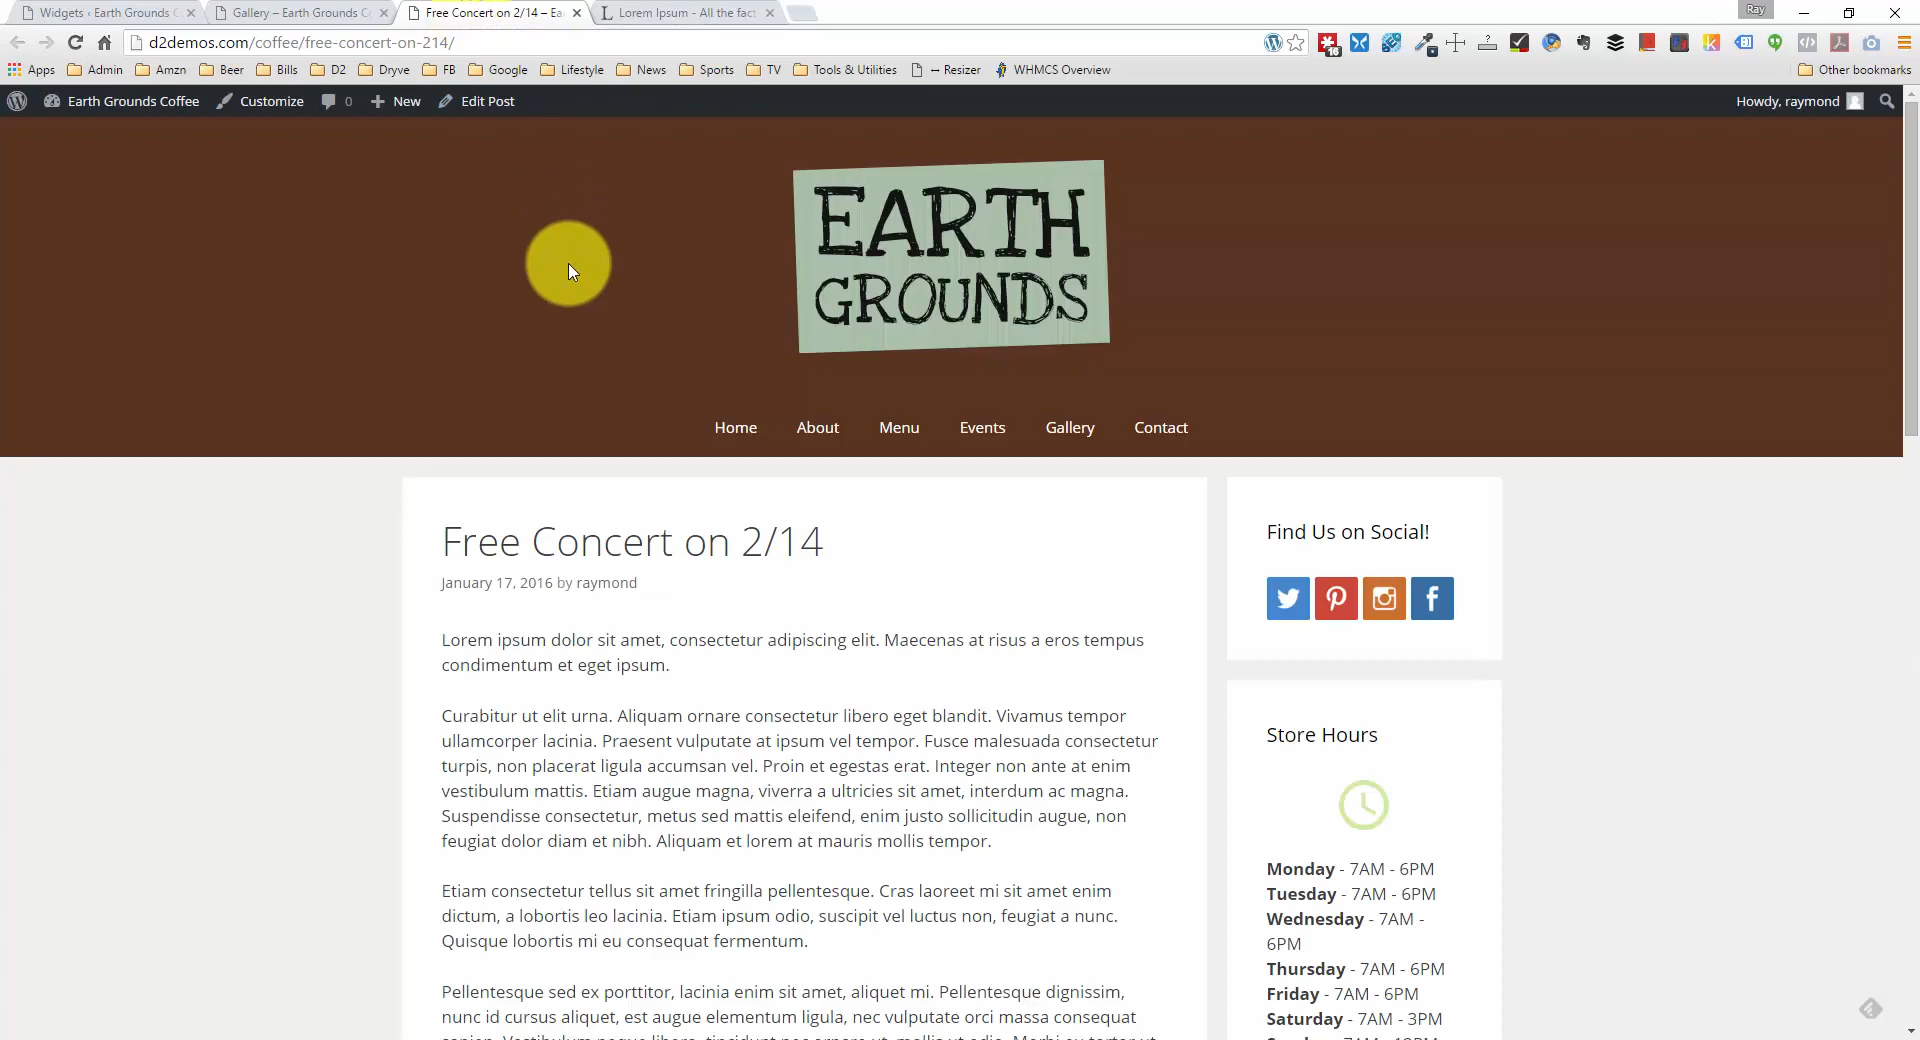 Widgets ‹ Earth Grounds C
Gallery – Earth Grounds Co
Free Concert on 2/14 – Ea
Lorem Ipsum - All the fact
Ray
d2demos.com/coffee/free-concert-on-214/
16
Apps Admin Amzn Beer Bills D2 Dryve FB Google Lifestyle News Sports TV Tools & Utilities ↔ Resizer WHMCS Overview Other bookmarks
Earth Grounds Coffee Customize 0 New Edit Post Howdy, raymond
EARTH
GROUNDS
Home About Menu Events Gallery Contact
Free Concert on 2/14
January 17, 2016 by raymond
Lorem ipsum dolor sit amet, consectetur adipiscing elit. Maecenas at risus a eros tempus
condimentum et eget ipsum.
Curabitur ut elit urna. Aliquam ornare consectetur libero eget blandit. Vivamus tempor
ullamcorper lacinia. Praesent vulputate at ipsum vel tempor. Fusce malesuada consectetur
turpis, non placerat ligula accumsan vel. Proin et egestas erat. Integer non ante at enim
vestibulum mattis. Etiam augue magna, viverra a ultricies sit amet, interdum ac magna.
Suspendisse consectetur, metus sed mattis eleifend, enim justo sollicitudin augue, non
feugiat dolor diam et nibh. Aliquam et lorem at mauris mollis tempor.
Etiam consectetur tellus sit amet fringilla pellentesque. Cras laoreet mi sit amet enim
dictum, a lobortis leo lacinia. Etiam ipsum odio, suscipit vel luctus non, feugiat a nunc.
Quisque lobortis mi eu consequat fermentum.
Pellentesque sed ex porttitor, lacinia enim sit amet, aliquet mi. Pellentesque dignissim,
nunc id cursus aliquet, est augue elementum ligula, nec vulputate orci massa consequat
Find Us on Social!
Store Hours
Monday - 7AM - 6PM
Tuesday - 7AM - 6PM
Wednesday - 7AM -
6PM
Thursday - 7AM - 6PM
Friday - 7AM - 6PM
Saturday - 7AM - 3PM